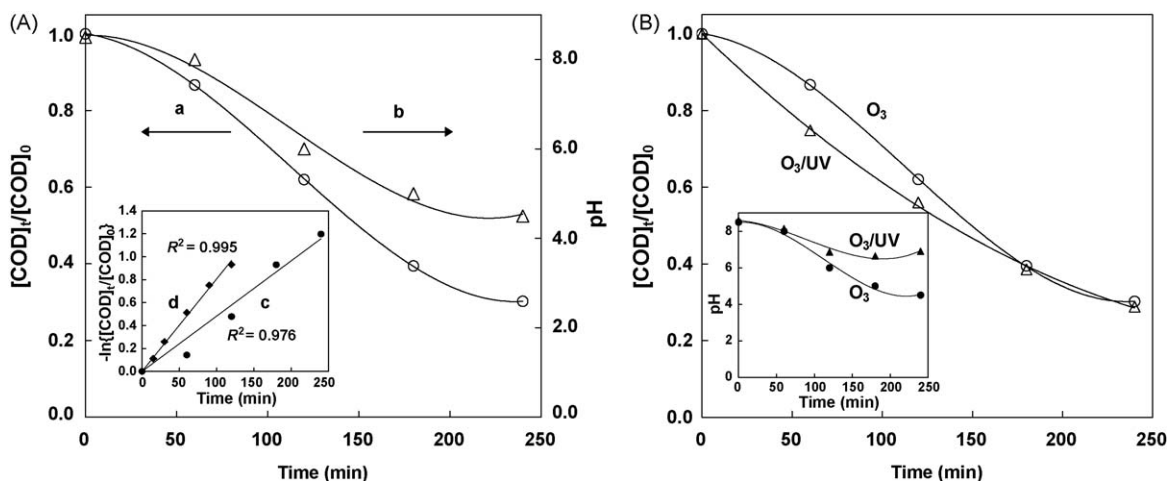 (A)
[COD]t/[COD]0
1.0
0.8
0.6
0.4
0.2
0.0
a
b
8.0
6.0
4.0
2.0
0.0
pH
-ln{[COD]t/[COD]0}
1.4
1.2
1.0
0.8
0.6
0.4
0.2
0.0
R² = 0.995
d
c
R² = 0.976
0 50 100 150 200 250
Time (min)
0 50 100 150 200 250
Time (min)
(B)
[COD]t/[COD]0
1.0
0.8
0.6
0.4
0.2
0.0
O₃
O₃/UV
pH
8
6
4
2
0
O₃/UV
O₃
0 50 100 150 200 250
Time (min)
0 50 100 150 200 250
Time (min)